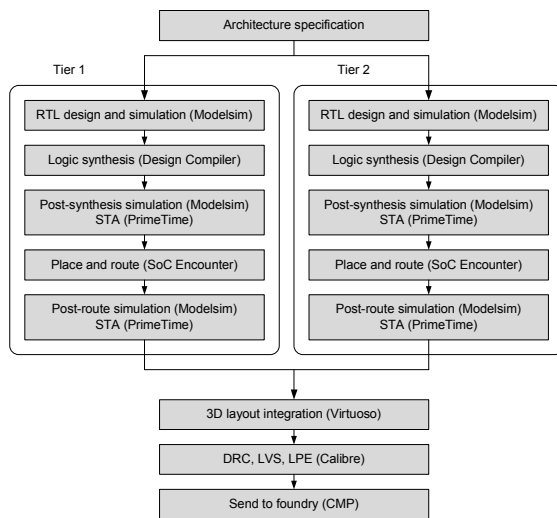 Architecture specification
Tier 1
RTL design and simulation (Modelsim)
Logic synthesis (Design Compiler)
Post-synthesis simulation (Modelsim)
STA (PrimeTime)
Place and route (SoC Encounter)
Post-route simulation (Modelsim)
STA (PrimeTime)
Tier 2
RTL design and simulation (Modelsim)
Logic synthesis (Design Compiler)
Post-synthesis simulation (Modelsim)
STA (PrimeTime)
Place and route (SoC Encounter)
Post-route simulation (Modelsim)
STA (PrimeTime)
3D layout integration (Virtuoso)
DRC, LVS, LPE (Calibre)
Send to foundry (CMP)